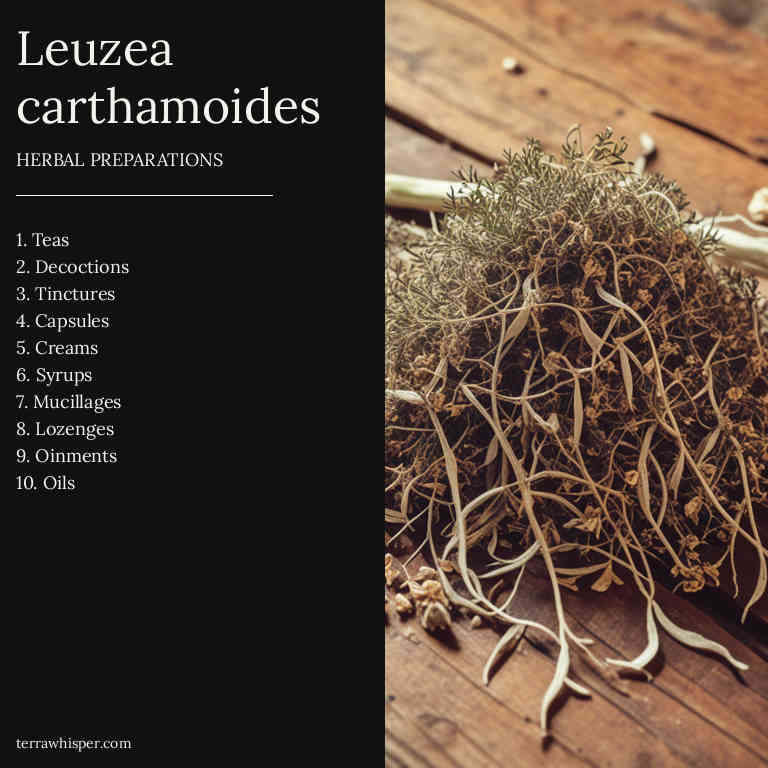 Leuzea
carthamoides
HERBAL PREPARATIONS
1. Teas
2. Decoctions
3. Tinctures
4. Capsules
5. Creams
6. Syrups
7. Mucillages
8. Lozenges
9. Oinments
10. Oils
terrawhisper.com